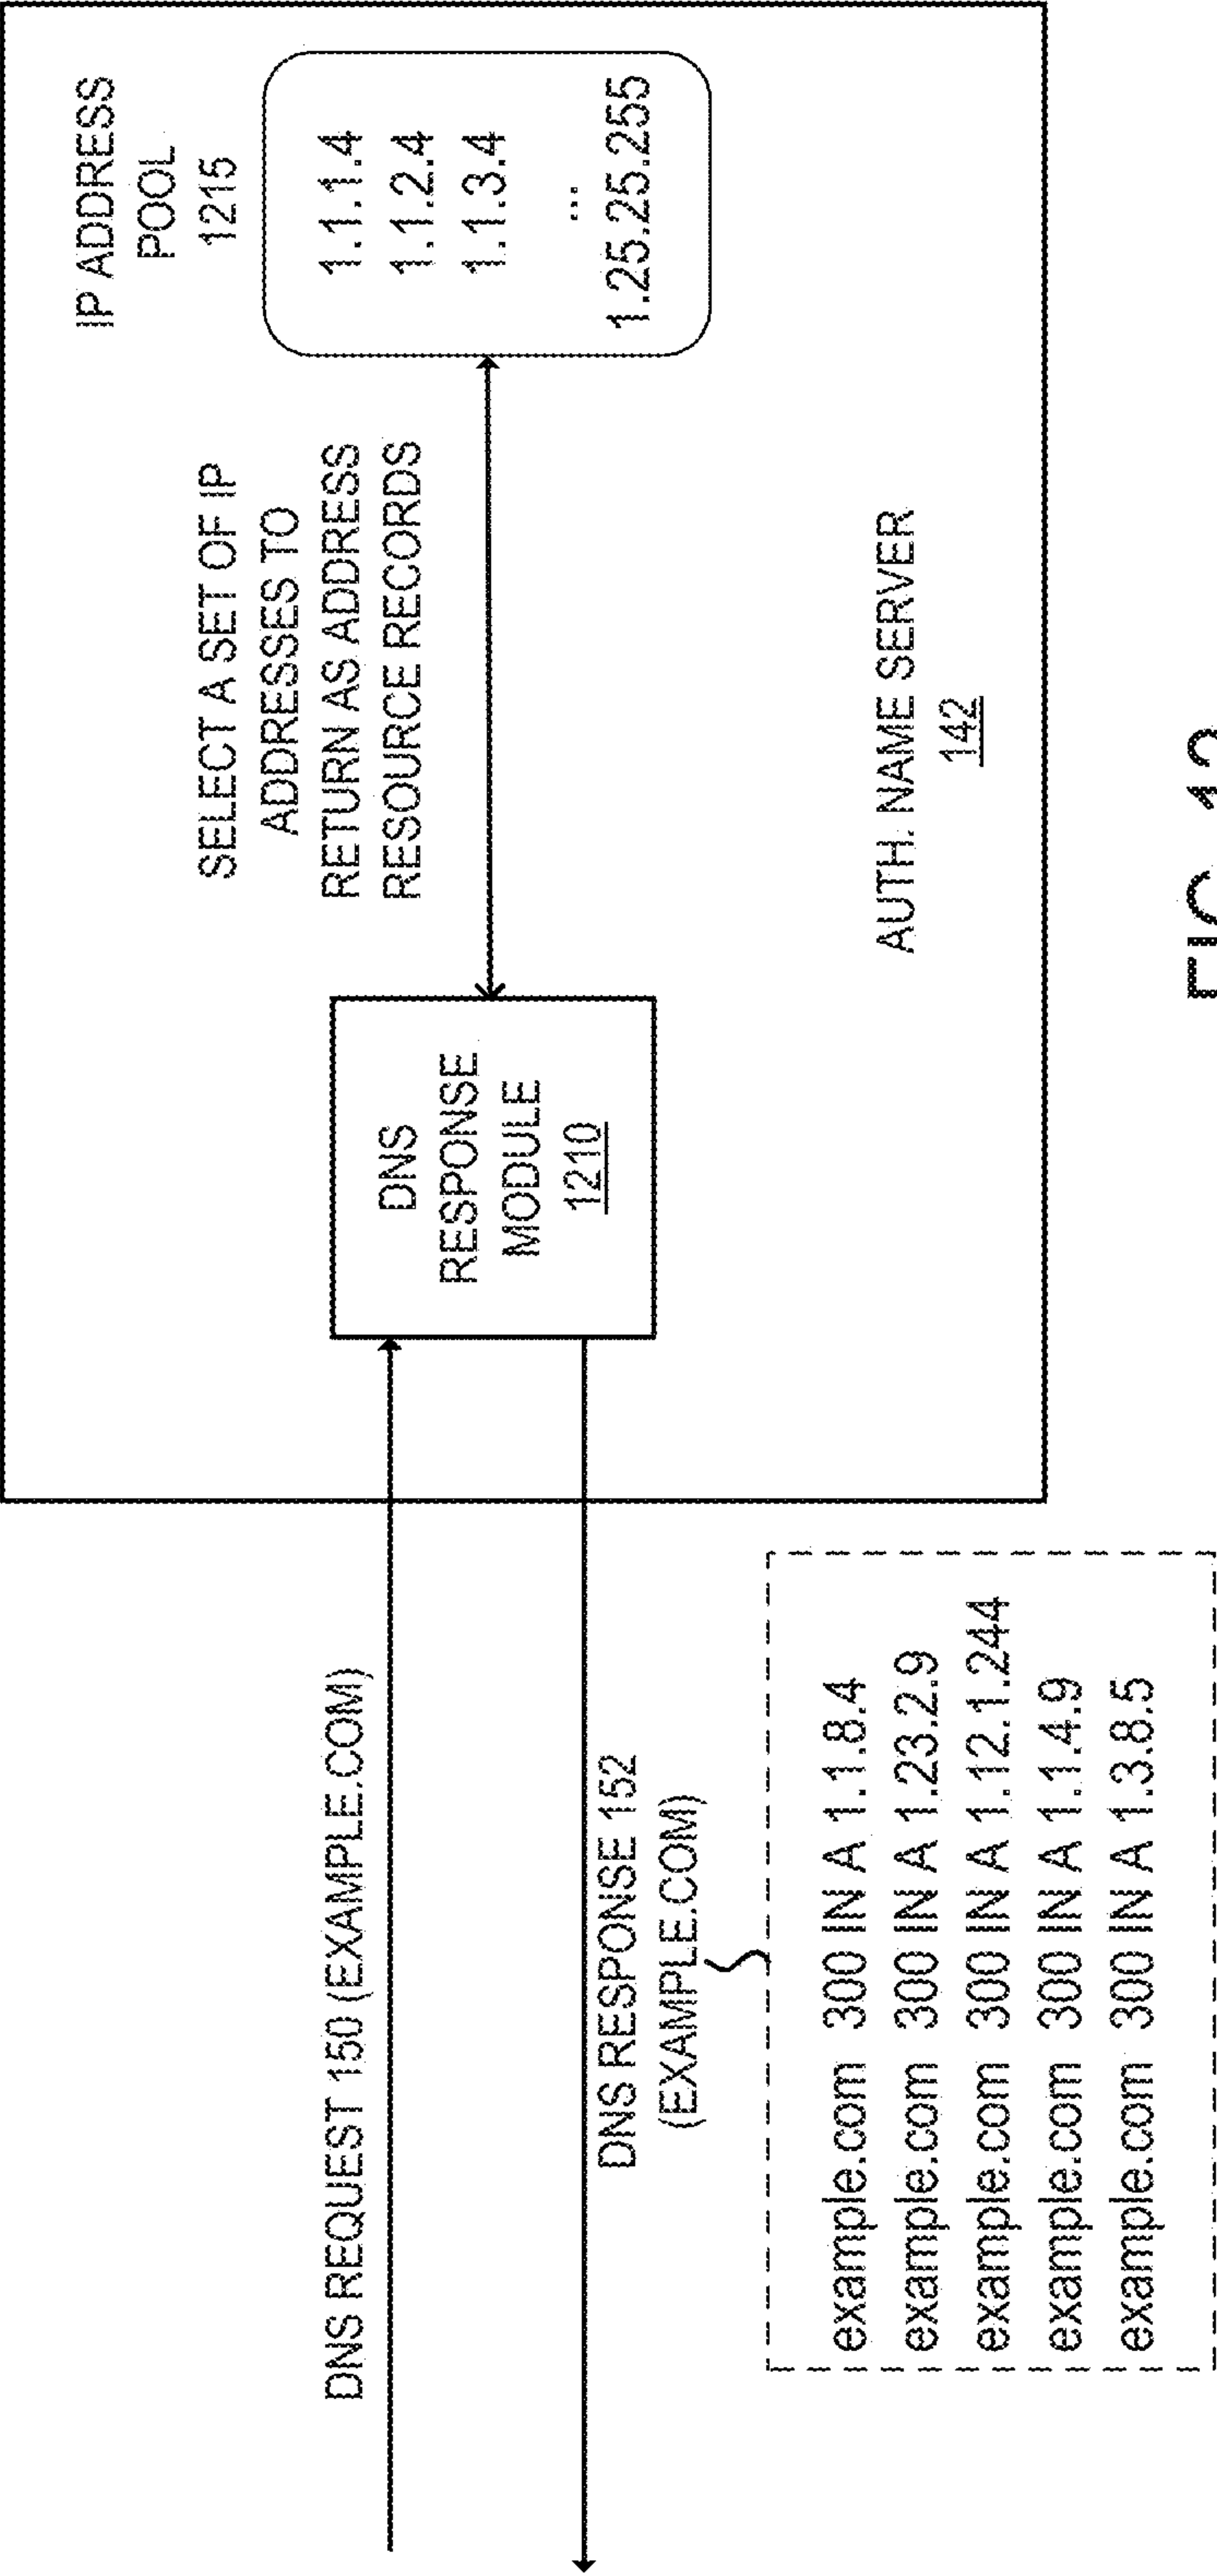 DNS REQUEST 150 (EXAMPLE.COM)
DNS RESPONSE 152
(EXAMPLE.COM)
example.com 300 IN A 1.1.8.4
example.com 300 IN A 1.23.2.9
example.com 300 IN A 1.12.1.244
example.com 300 IN A 1.1.4.9
example.com 300 IN A 1.3.8.5
DNS
RESPONSE
MODULE
1210
SELECT A SET OF IP
ADDRESSES TO
RETURN AS ADDRESS
RESOURCE RECORDS
IP ADDRESS
POOL
1215
1.1.1.4
1.1.2.4
1.1.3.4
...
1.25.25.255
AUTH. NAME SERVER
142